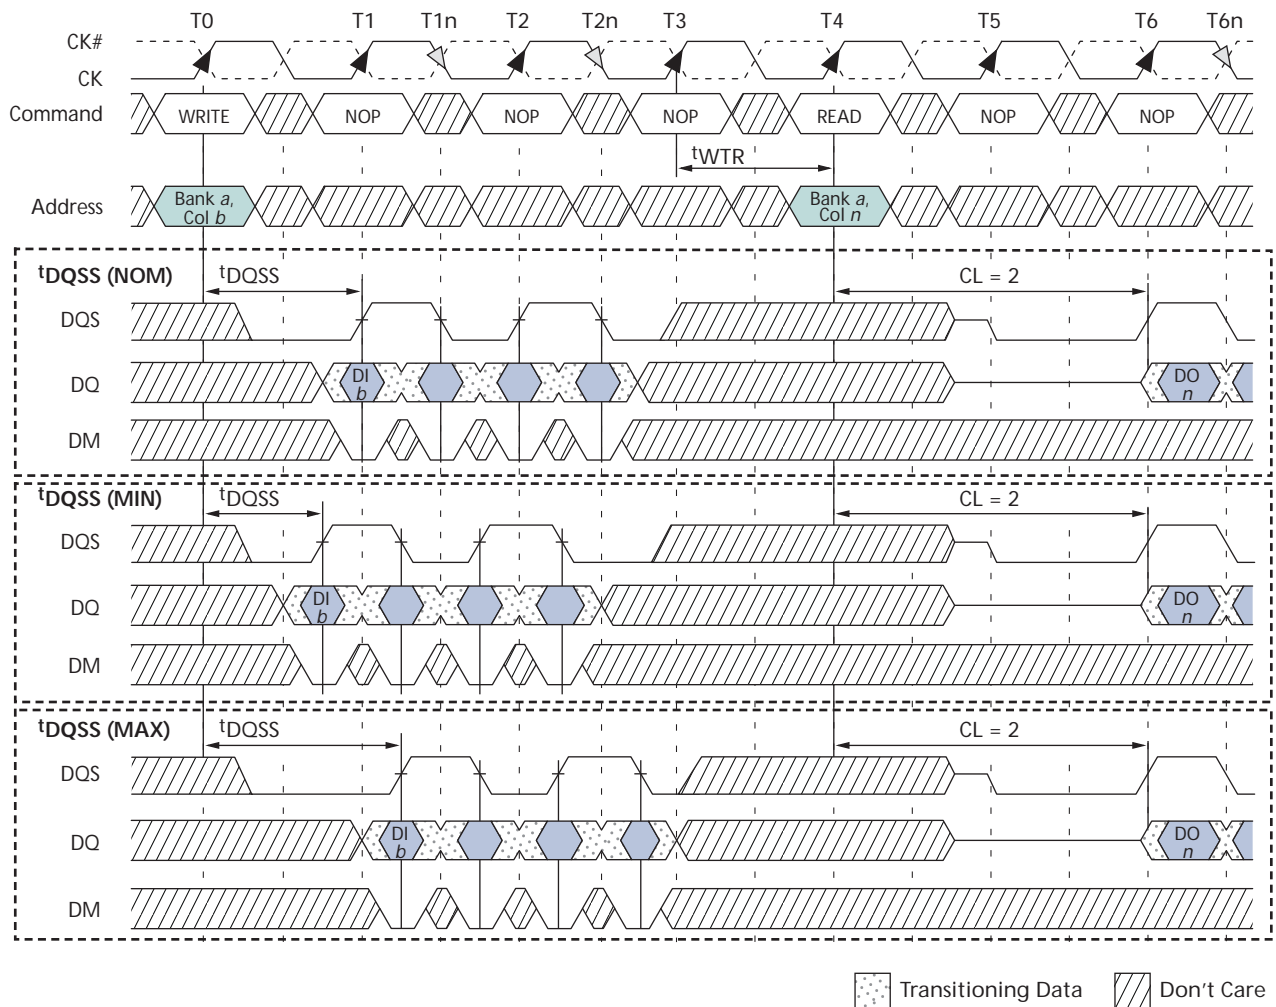 T0 T1 T1n T2 T2n T3 T4 T5 T6 T6n
CK#
CK
Command WRITE NOP NOP NOP READ NOP NOP
tWTR
Address Bank a, Col b Bank a, Col n
tDQSS (NOM) tDQSS CL = 2
DQS
DQ DI b DO n
DM
tDQSS (MIN) tDQSS CL = 2
DQS
DQ DI b DO n
DM
tDQSS (MAX) tDQSS CL = 2
DQS
DQ DI b DO n
DM
Transitioning Data Don't Care